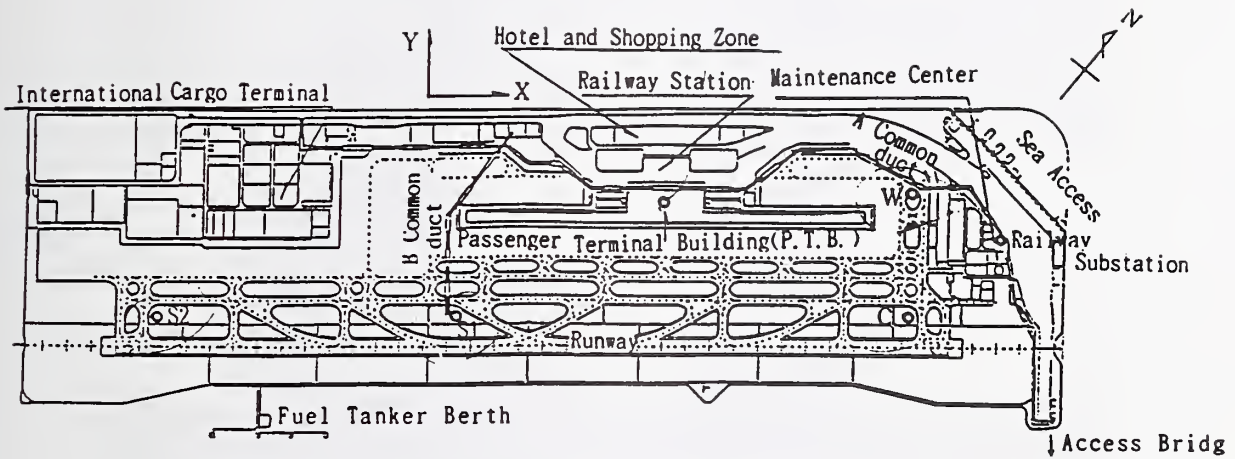 N
Y
Hotel and Shopping Zone
Railway Station
Maintenance Center
X
International Cargo Terminal
A Common
duct
Sea Access
W
B Common
duct
Passenger Terminal Building(P.T.B.)
Railway
Substation
S2
S
C
Runway
Fuel Tanker Berth
Access Bridg